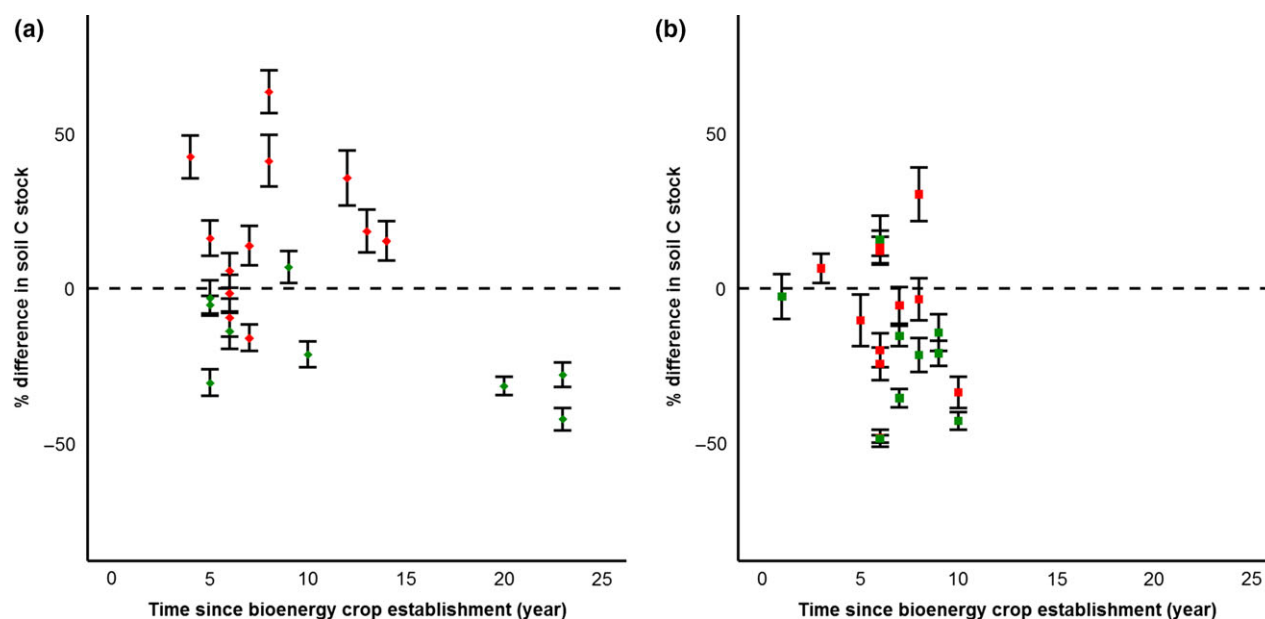 (a)
% difference in soil C stock
50
0
–50
0 5 10 15 20 25
Time since bioenergy crop establishment (year)
(b)
% difference in soil C stock
50
0
–50
0 5 10 15 20 25
Time since bioenergy crop establishment (year)